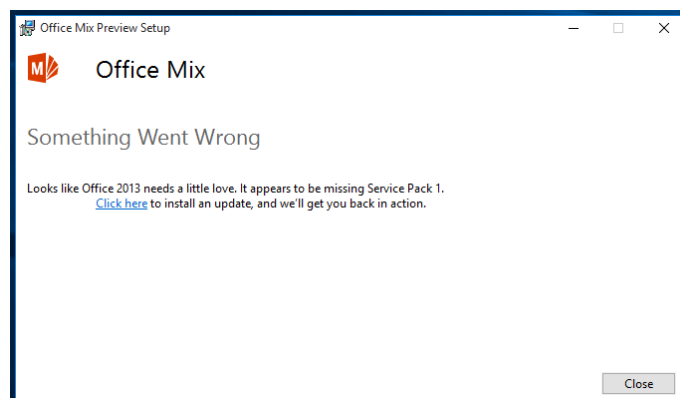 Office Mix Preview Setup
M
Office Mix
Something Went Wrong
Looks like Office 2013 needs a little love. It appears to be missing Service Pack 1.
Click here to install an update, and we'll get you back in action.
Close